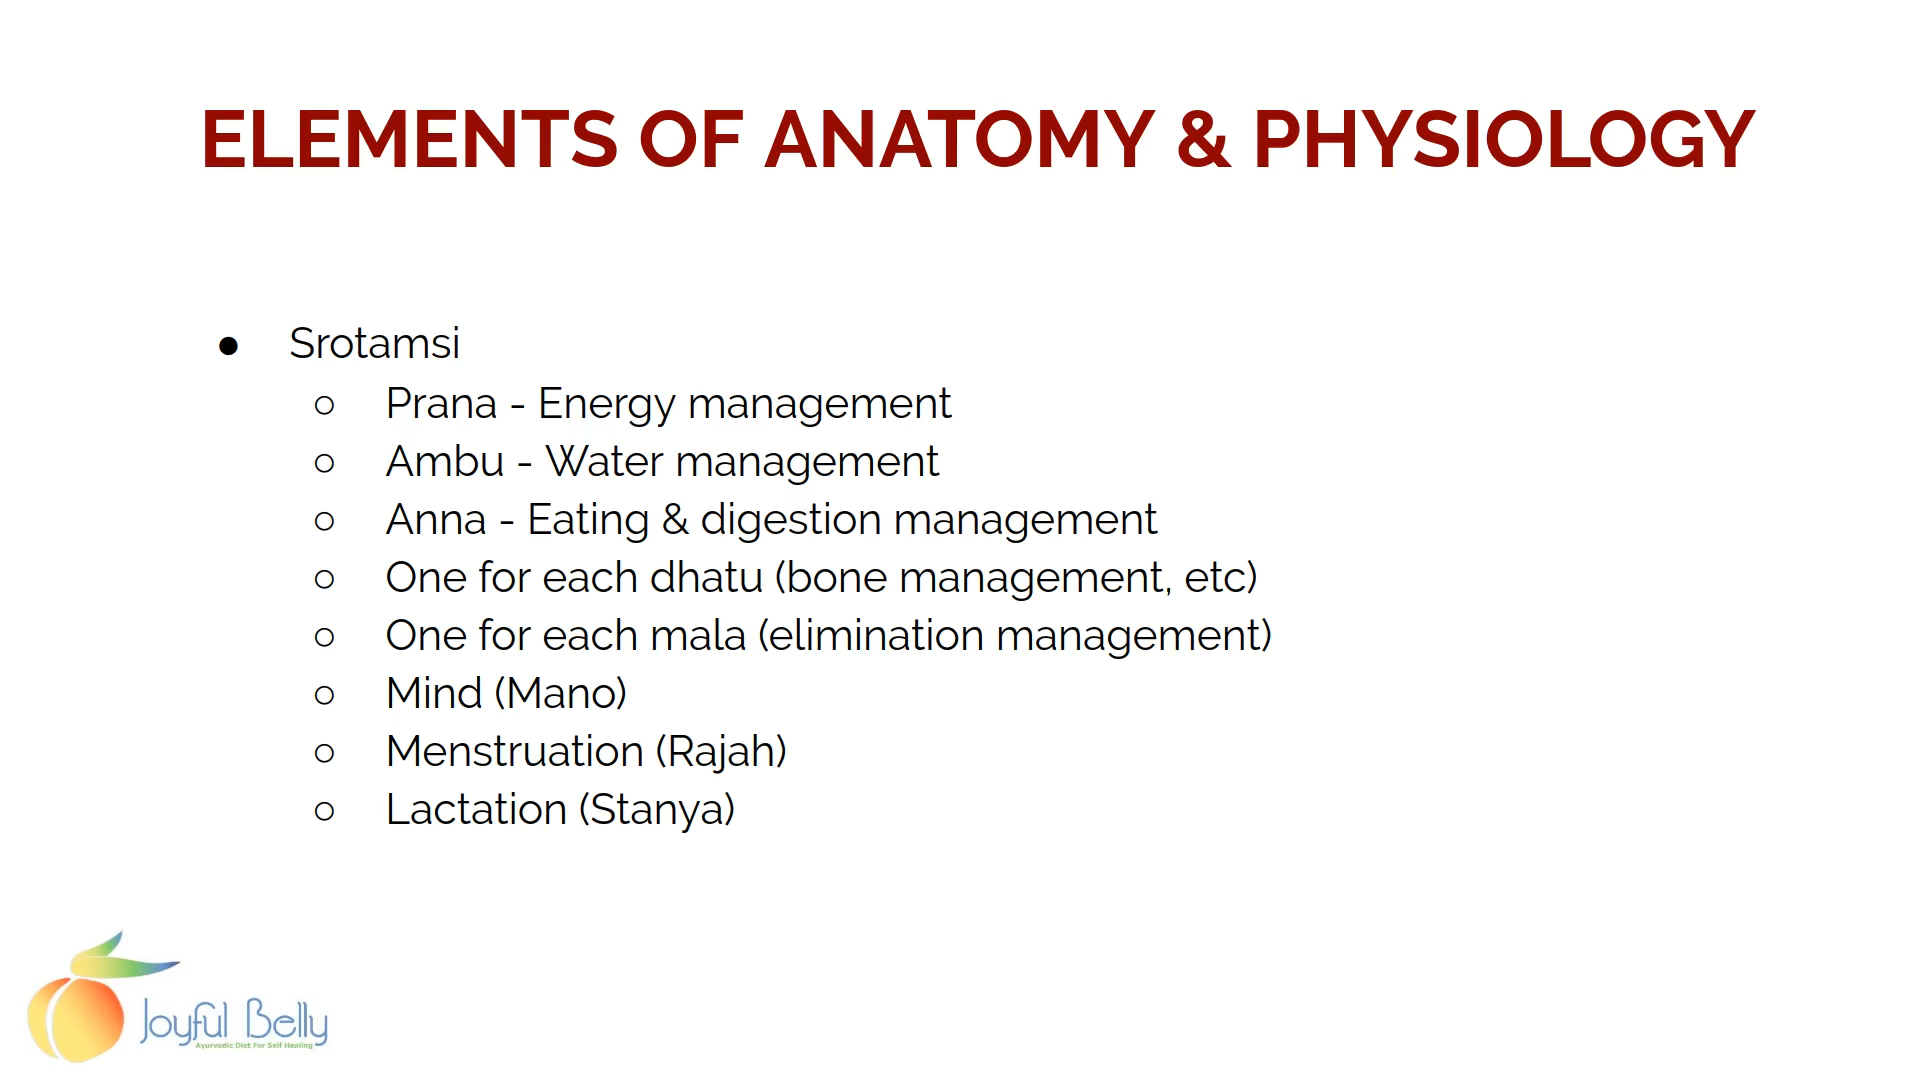 ELEMENTS OF ANATOMY & PHYSIOLOGY
● Srotamsi
○ Prana - Energy management
○ Ambu - Water management
○ Anna - Eating & digestion management
○ One for each dhatu (bone management, etc)
○ One for each mala (elimination management)
○ Mind (Mano)
○ Menstruation (Rajah)
○ Lactation (Stanya)
Joyful Belly
Ayurvedic Diet For Self Healing